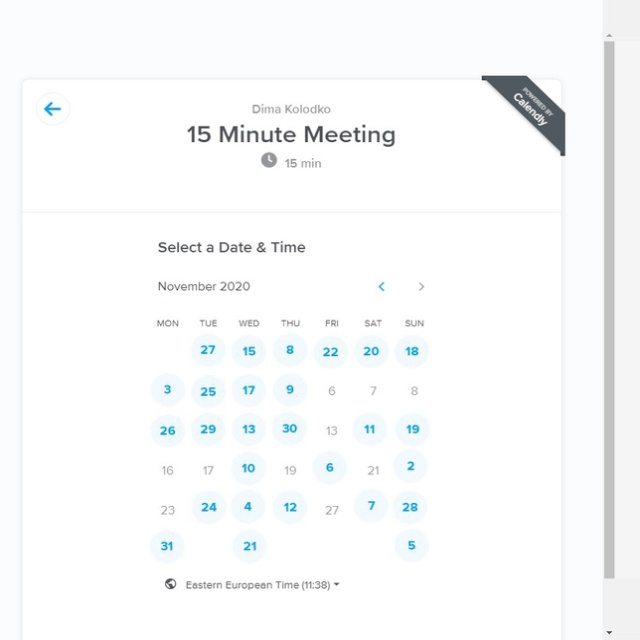 POWERED BY
Calendly
Dima Kolodko
15 Minute Meeting
15 min
Select a Date & Time
November 2020
MON TUE WED THU FRI SAT SUN
27 15 8 22 20 18
3 25 17 9 6 7 8
26 29 13 30 13 11 19
16 17 10 19 6 21 2
23 24 4 12 27 7 28
31 21 5
Eastern European Time (11:38)